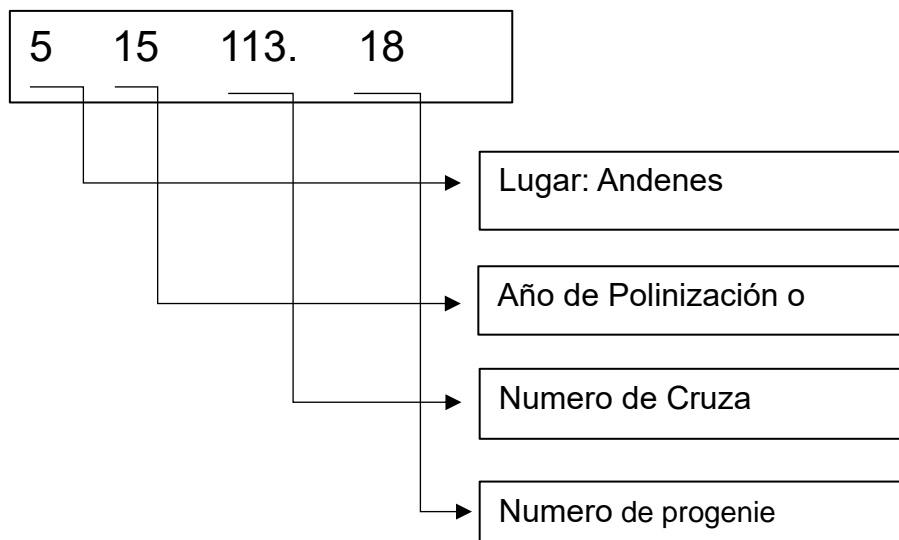 5 15 113. 18
Lugar: Andenes
Año de Polinización o
Numero de Cruza
Numero de progenie